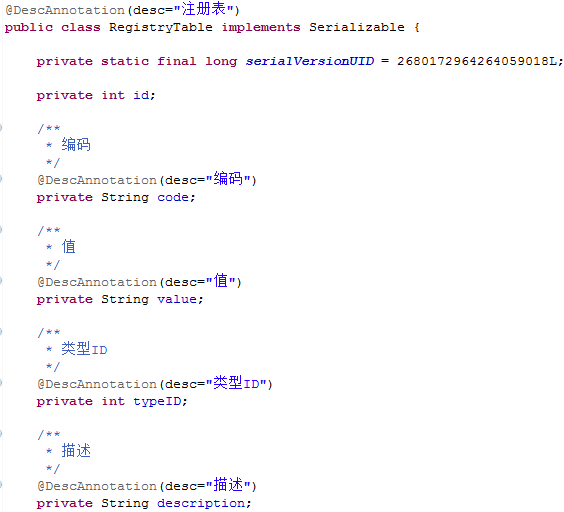 @DescAnnotation(desc="注册表")
public class RegistryTable implements Serializable {
private static final long serialVersionUID = 2680172964264059018L;
private int id;
/**
* 编码
*/
@DescAnnotation(desc="编码")
private String code;
/**
* 值
*/
@DescAnnotation(desc="值")
private String value;
/**
* 类型ID
*/
@DescAnnotation(desc="类型ID")
private int typeID;
/**
* 描述
*/
@DescAnnotation(desc="描述")
private String description;